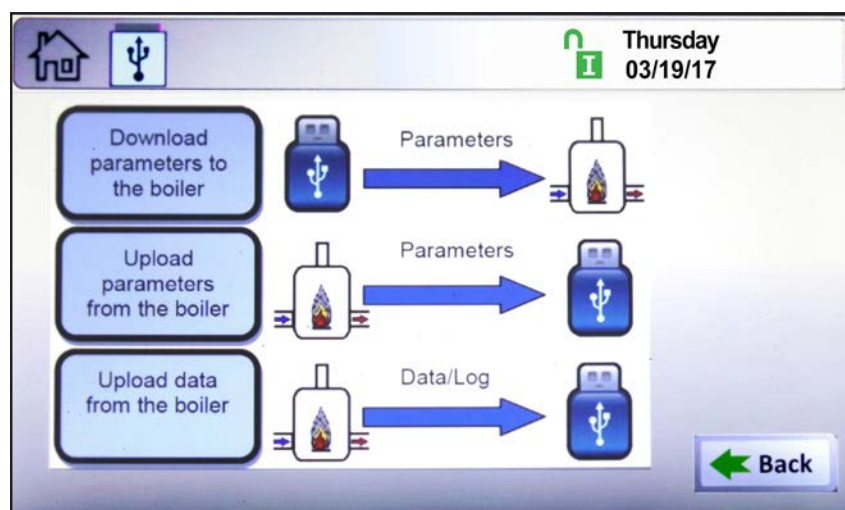 Thursday
03/19/17
Download
parameters to
the boiler
Parameters
Upload
parameters
from the boiler
Parameters
Upload data
from the boiler
Data/Log
Back